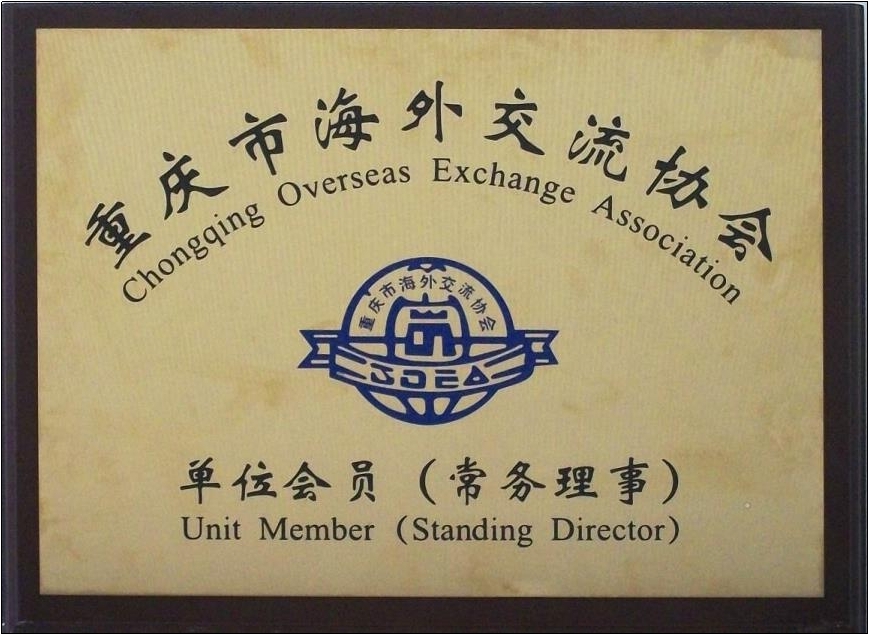 重庆市海外交流协会
Chongqing Overseas Exchange Association
重庆市海外交流协会
单位会员（常务理事）
Unit Member (Standing Director)